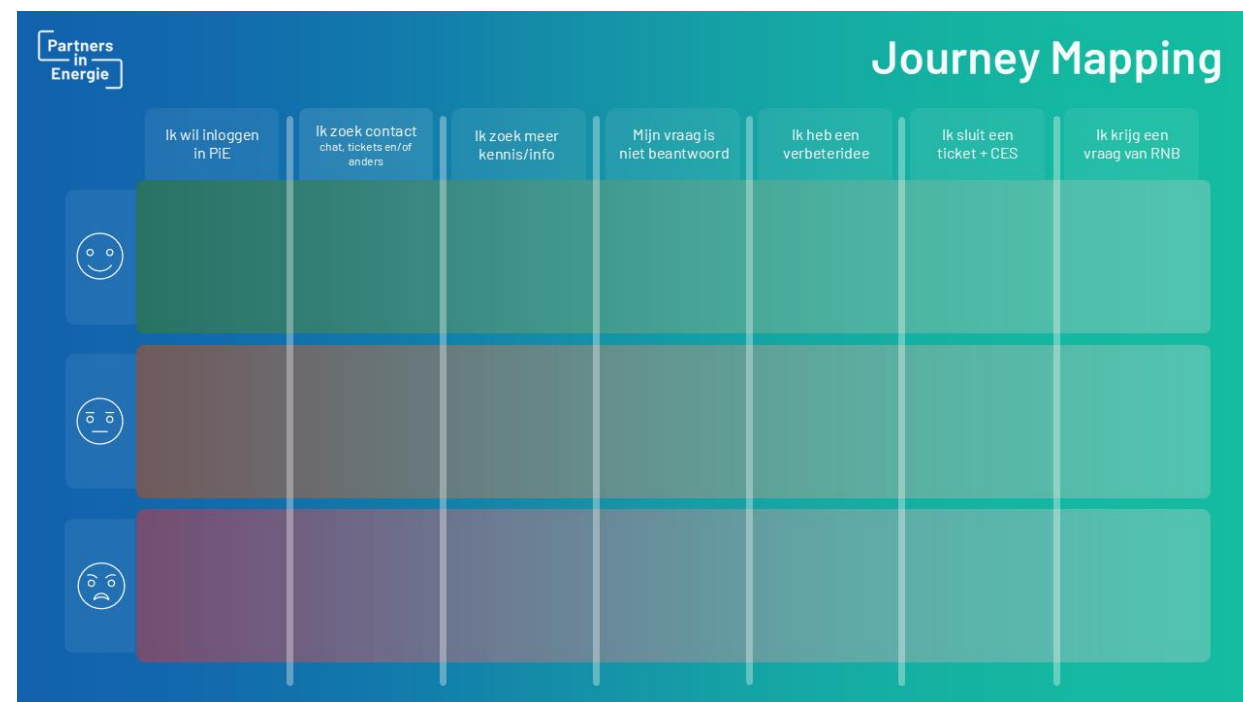 Partners
in
Energie
Journey Mapping
Ik wil inloggen
in PiE
Ik zoek contact
chat, tickets en/of
anders
Ik zoek meer
kennis/info
Mijn vraag is
niet beantwoord
Ik heb een
verbeteridee
Ik sluit een
ticket + CES
Ik krijg een
vraag van RNB